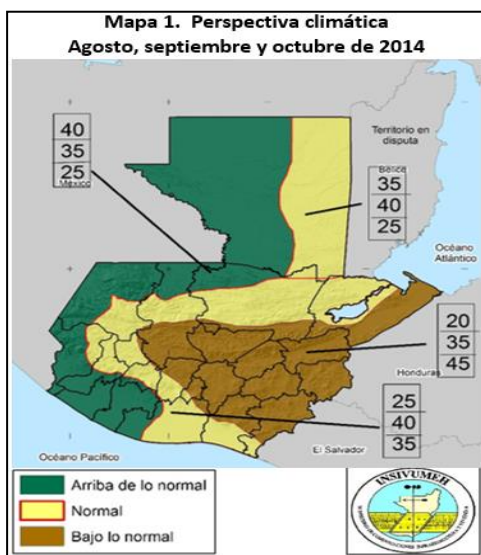 Mapa 1. Perspectiva climática
Agosto, septiembre y octubre de 2014
Territorio en
disputa
40
35
25
México
Belice
35
40
25
Océano
Atlántico
20
35
45
Honduras
25
40
35
El Salvador
Océano Pacífico
Arriba de lo normal
Normal
Bajo lo normal
INSIVUMEH